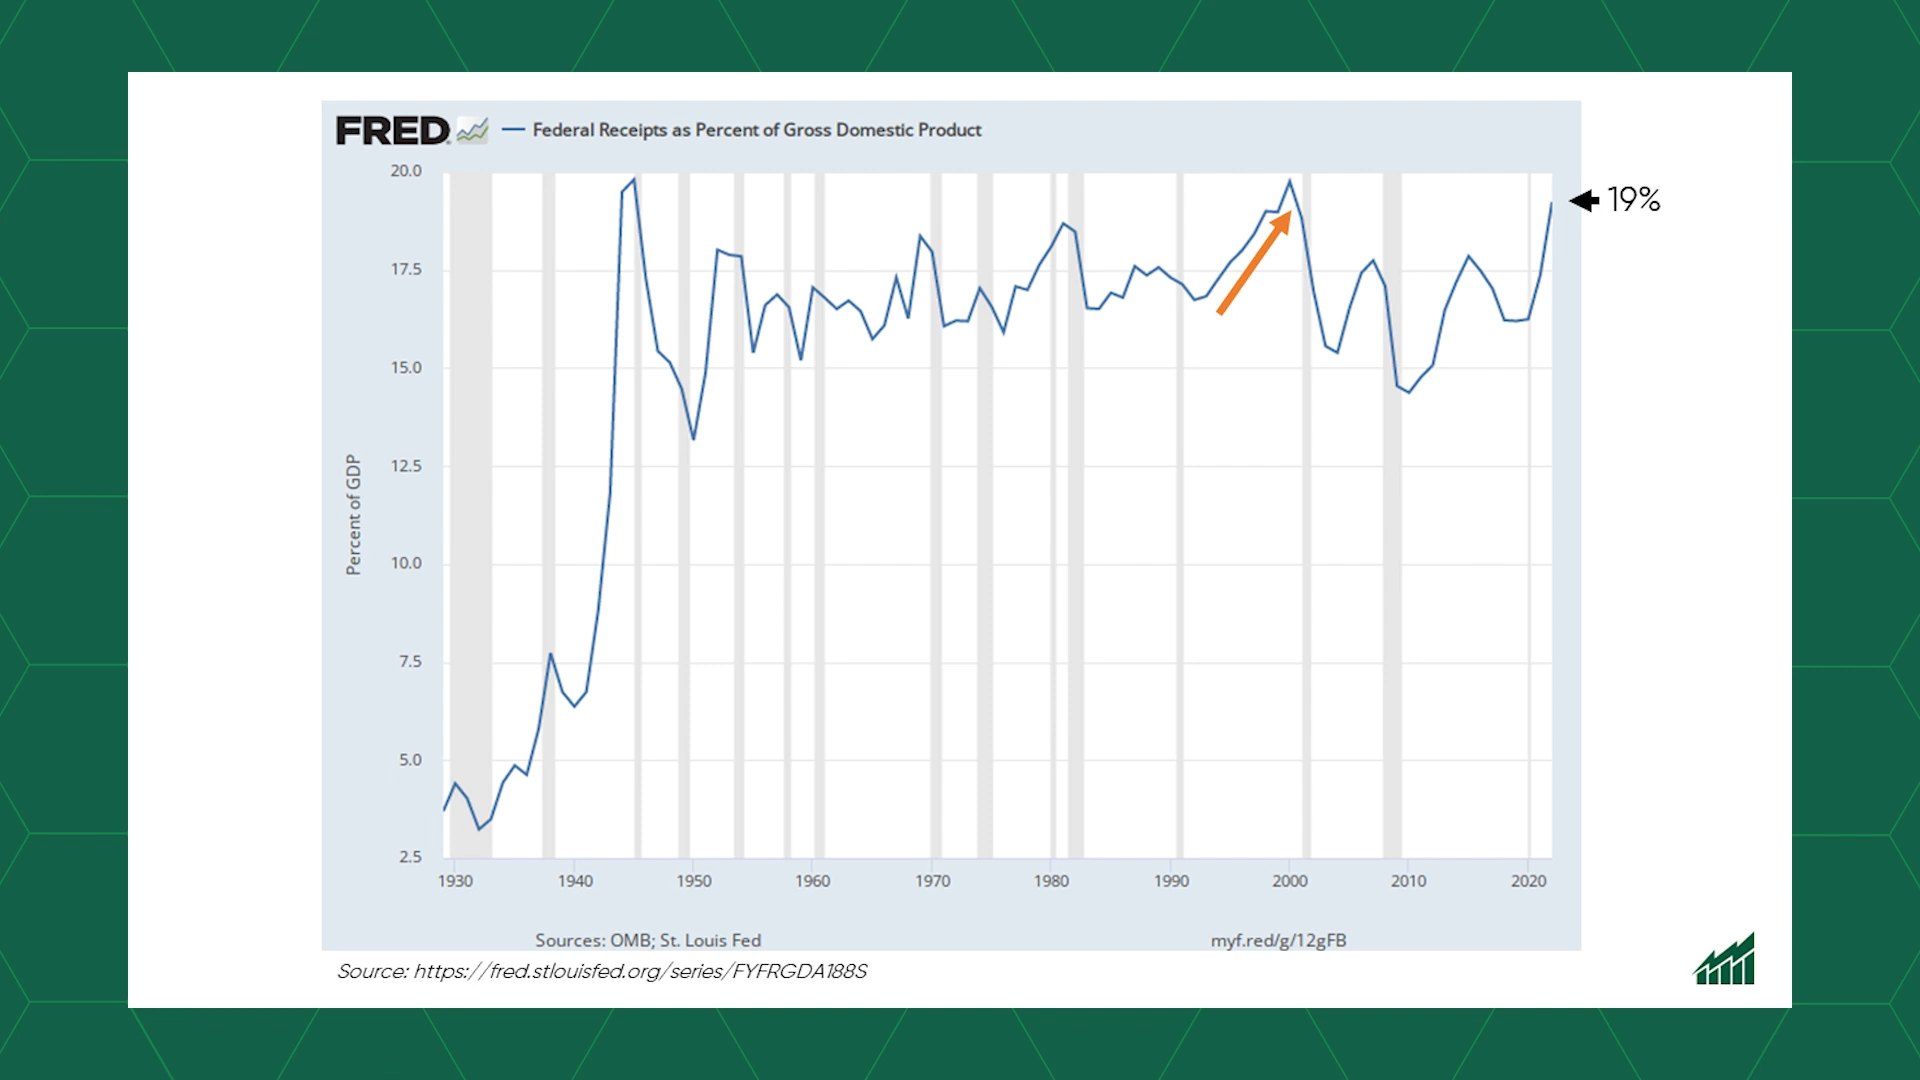 FRED
Federal Receipts as Percent of Gross Domestic Product
20.0
19%
17.5
15.0
12.5
10.0
7.5
5.0
2.5
Percent of GDP
1930 1940 1950 1960 1970 1980 1990 2000 2010 2020
Sources: OMB; St. Louis Fed
myf.red/g/12gFB
Source: https://fred.stlouisfed.org/series/FYFRGDA188S